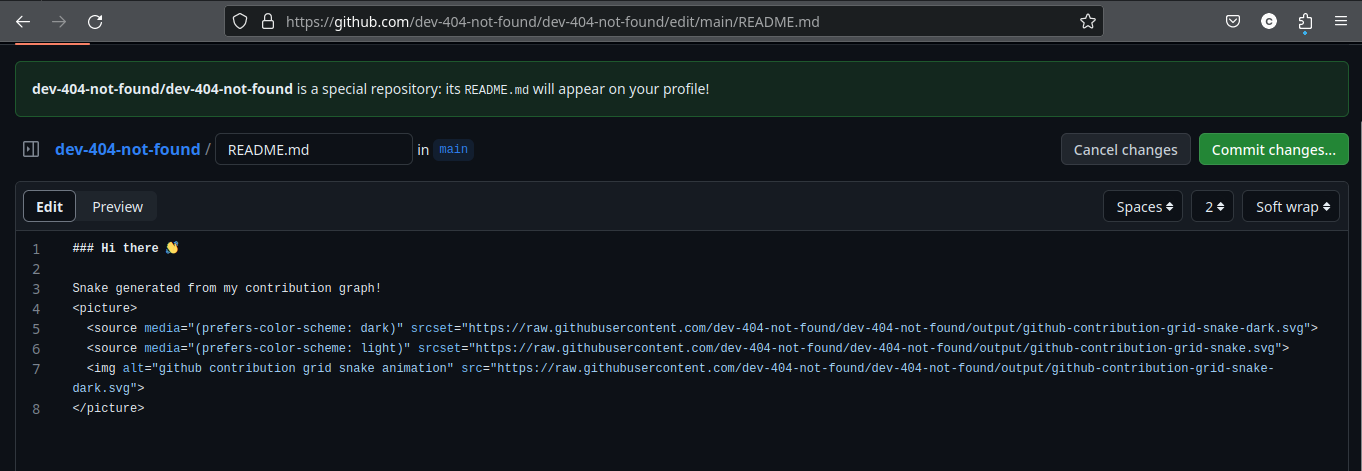 https://github.com/dev-404-not-found/dev-404-not-found/edit/main/README.md
C
dev-404-not-found/dev-404-not-found is a special repository: its README.md will appear on your profile!
dev-404-not-found / README.md in main
Cancel changes
Commit changes...
Edit
Preview
Spaces
2
Soft wrap
1 ### Hi there 👋
2
3 Snake generated from my contribution graph!
4 <picture>
5 <source media="(prefers-color-scheme: dark)" srcset="https://raw.githubusercontent.com/dev-404-not-found/dev-404-not-found/output/github-contribution-grid-snake-dark.svg">
6 <source media="(prefers-color-scheme: light)" srcset="https://raw.githubusercontent.com/dev-404-not-found/dev-404-not-found/output/github-contribution-grid-snake.svg">
7 <img alt="github contribution grid snake animation" src="https://raw.githubusercontent.com/dev-404-not-found/dev-404-not-found/output/github-contribution-grid-snake-
dark.svg">
8 </picture>